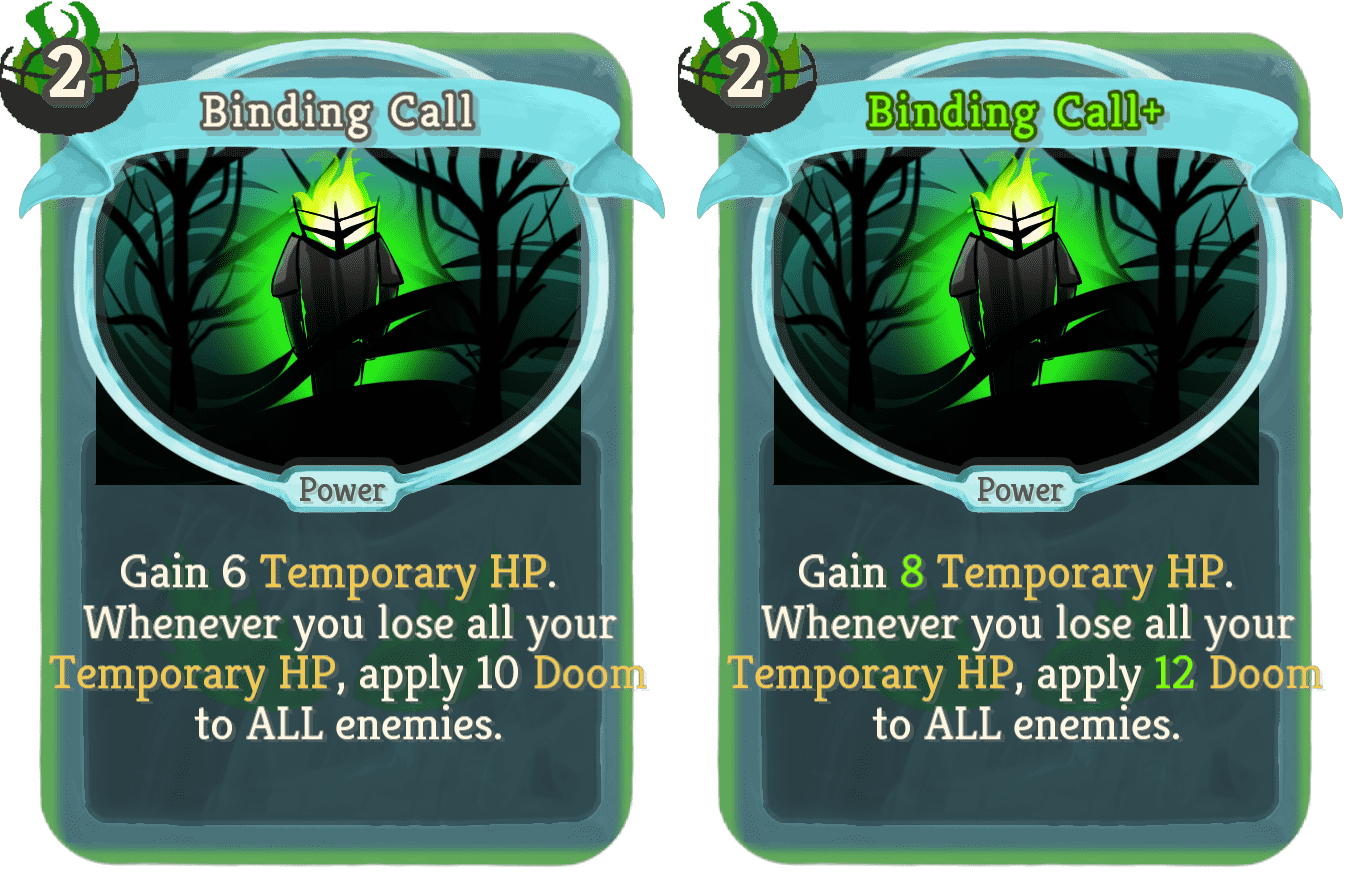 2
Binding Call
Power
Gain 6 Temporary HP.
Whenever you lose all your
Temporary HP, apply 10 Doom
to ALL enemies.
2
Binding Call+
Power
Gain 8 Temporary HP.
Whenever you lose all your
Temporary HP, apply 12 Doom
to ALL enemies.